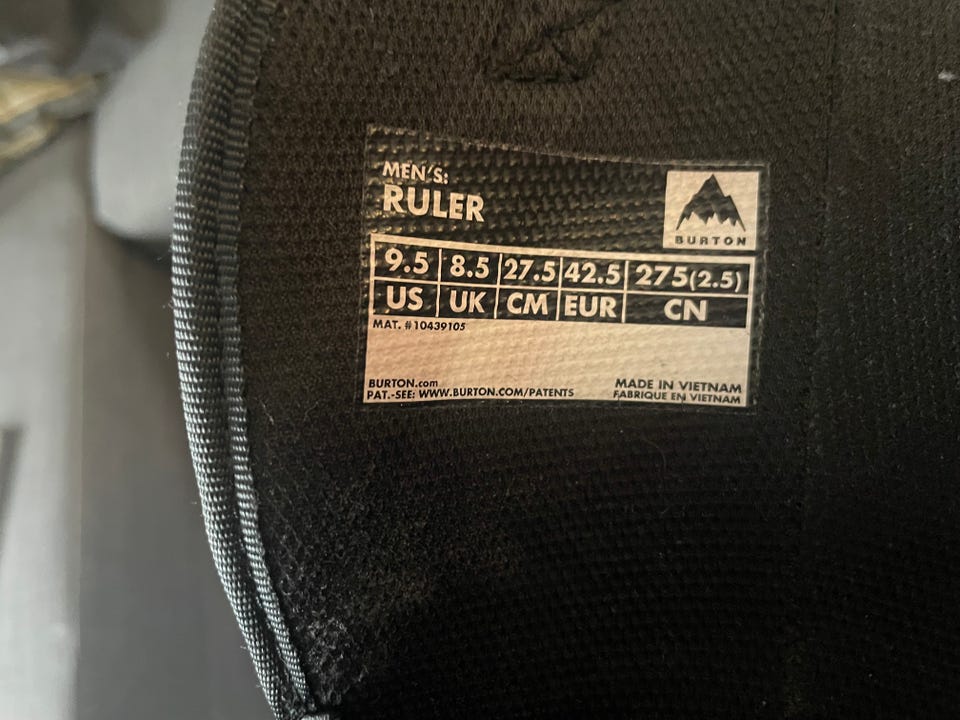 MEN'S:
RULER
BURTON
9.5 8.5 27.5 42.5 275(2.5)
US UK CM EUR CN
MAT. #10439105
BURTON.com
PAT.-SEE: WWW.BURTON.COM/PATENTS
MADE IN VIETNAM
FABRIQUE EN VIETNAM